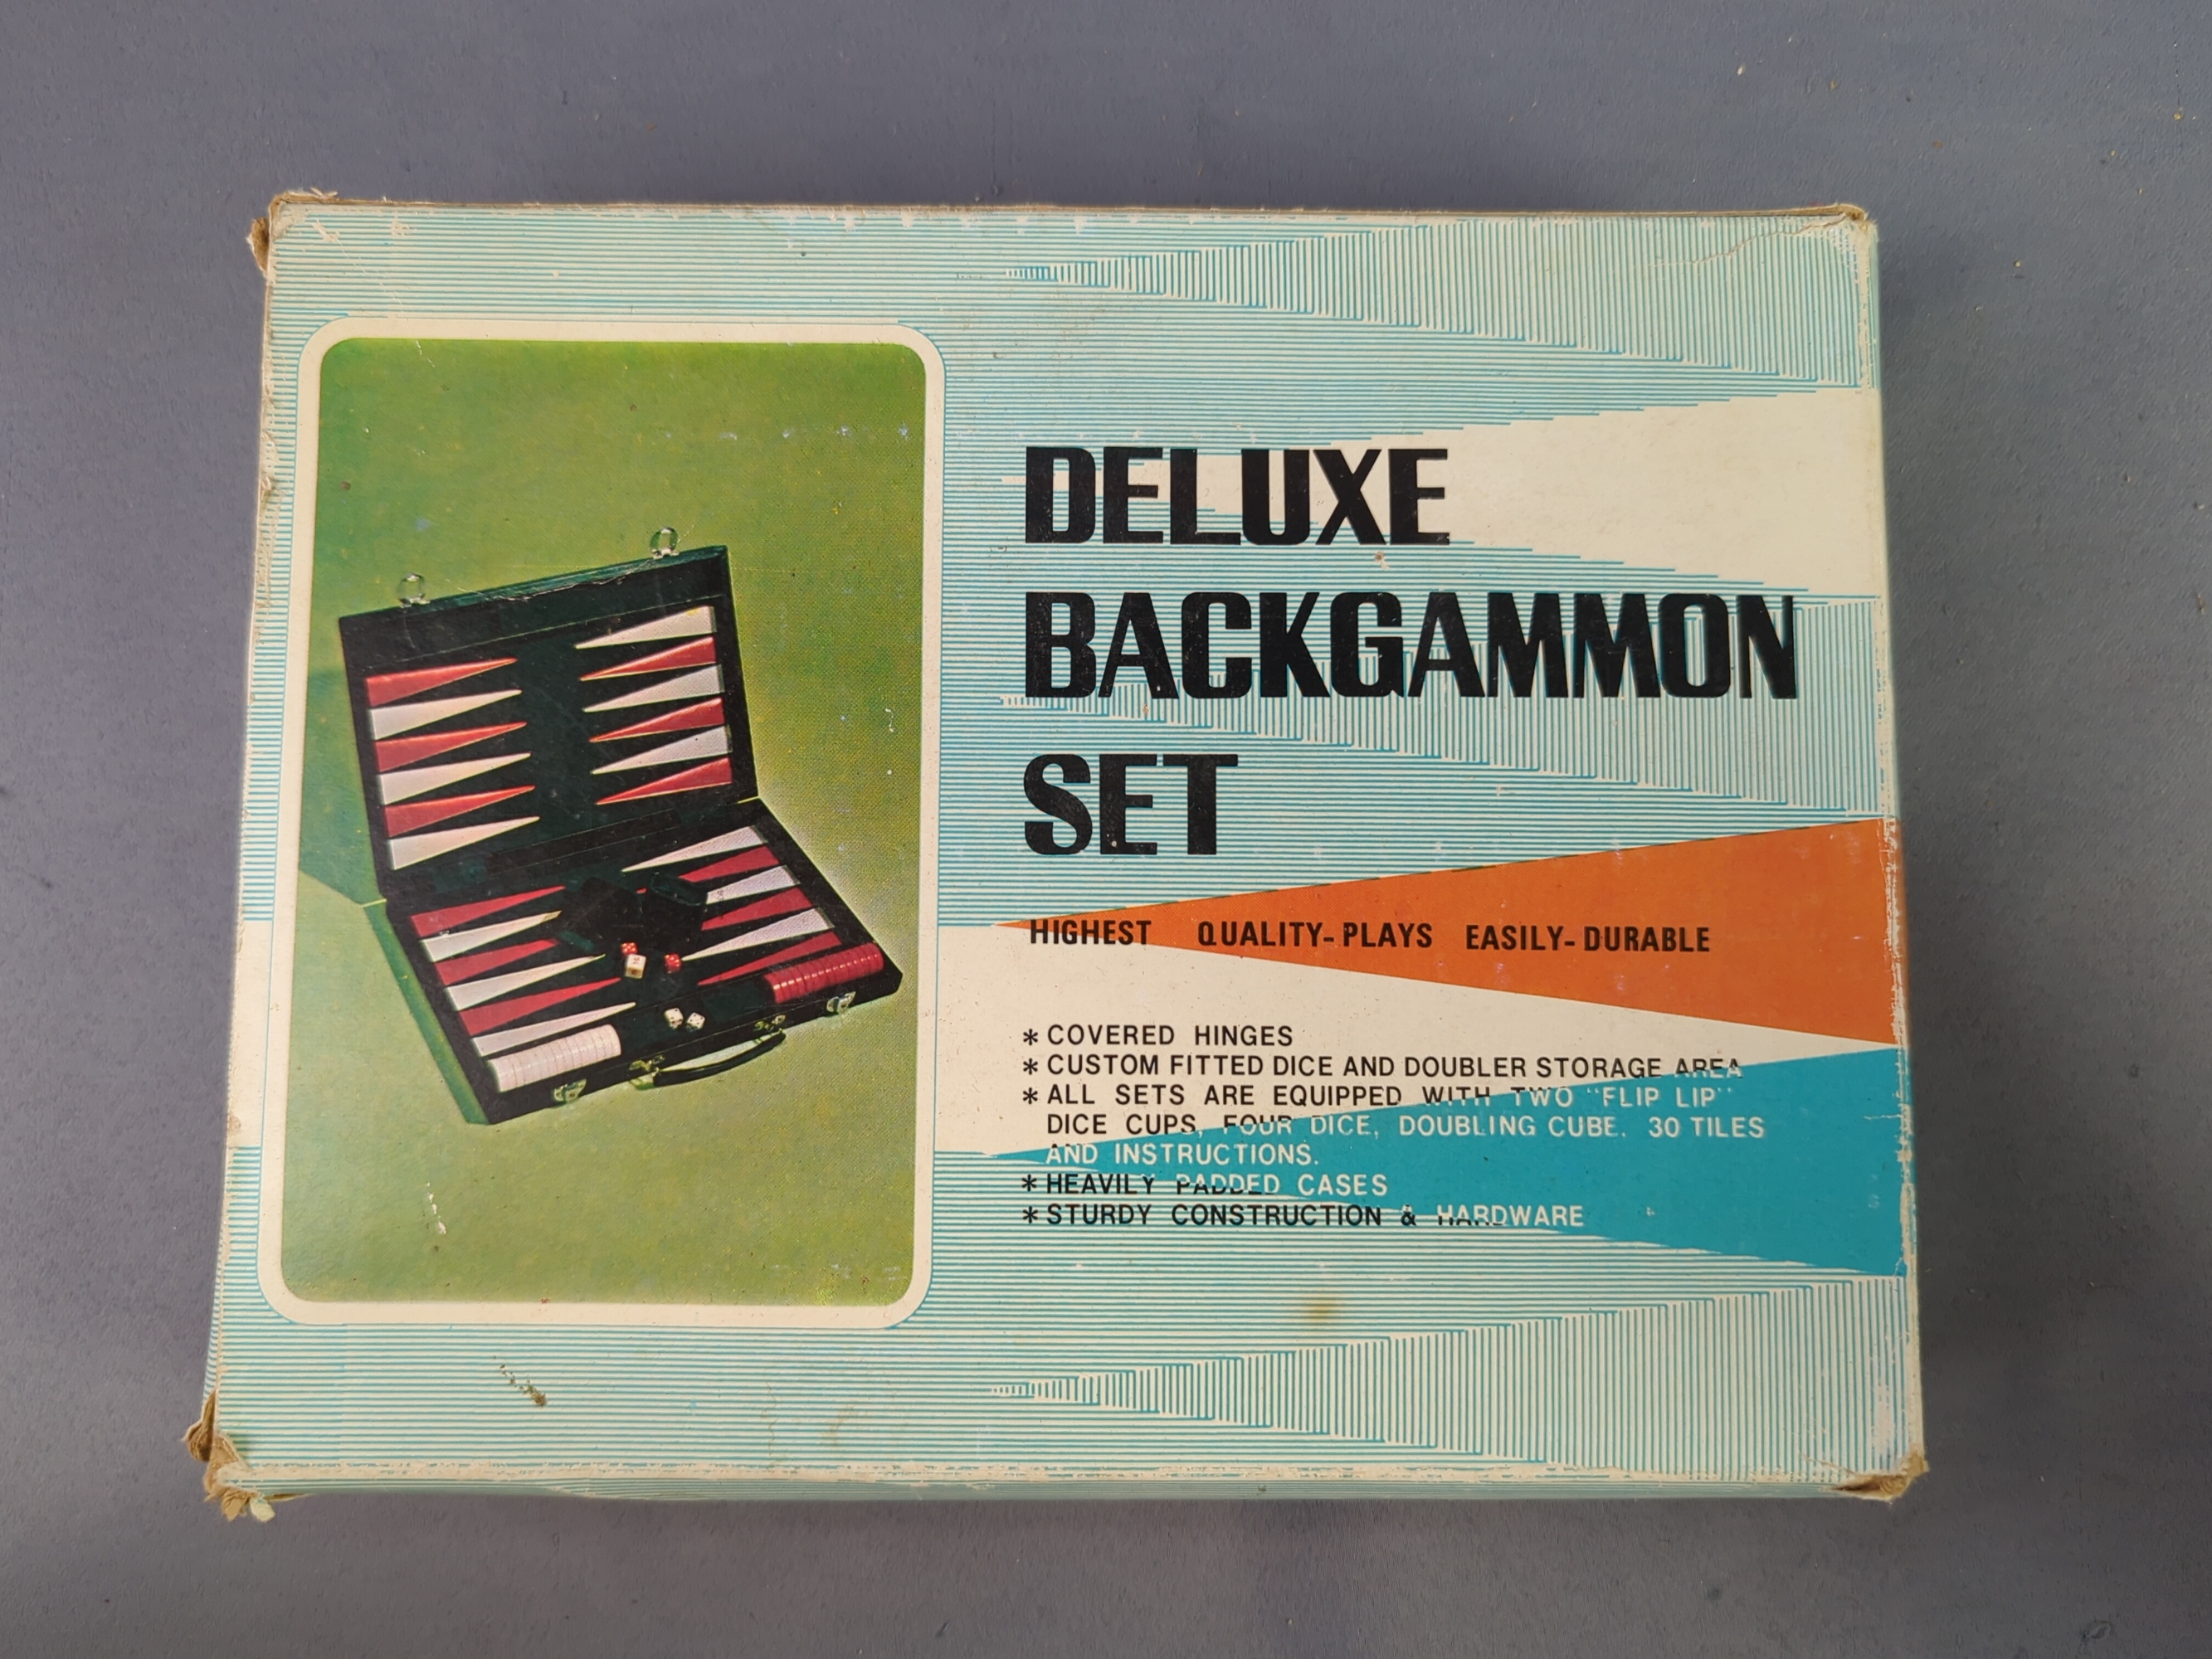 DELUXE
BACKGAMMON
SET
HIGHEST QUALITY-PLAYS EASILY-DURABLE
* COVERED HINGES
* CUSTOM FITTED DICE AND DOUBLER STORAGE AREA
* ALL SETS ARE EQUIPPED WITH TWO "FLIP LIP"
DICE CUPS, FOUR DICE, DOUBLING CUBE. 30 TILES
AND INSTRUCTIONS.
* HEAVILY PADDED CASES
* STURDY CONSTRUCTION & HARDWARE